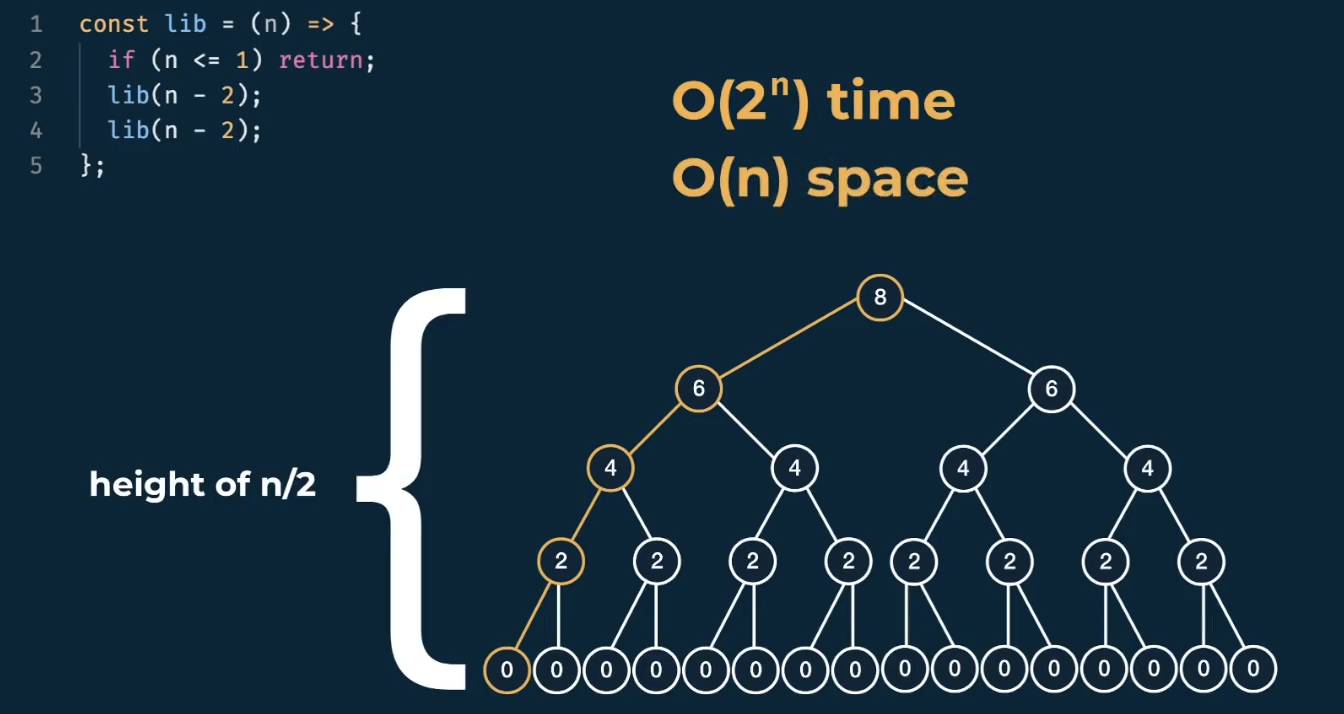 1 const lib = (n) => {
2 if (n <= 1) return;
3 lib(n - 2);
4 lib(n - 2);
5 };
O(2ⁿ) time
O(n) space
height of n/2
8
6 6
4 4 4 4
2 2 2 2 2 2 2 2
0 0 0 0 0 0 0 0 0 0 0 0 0 0 0 0